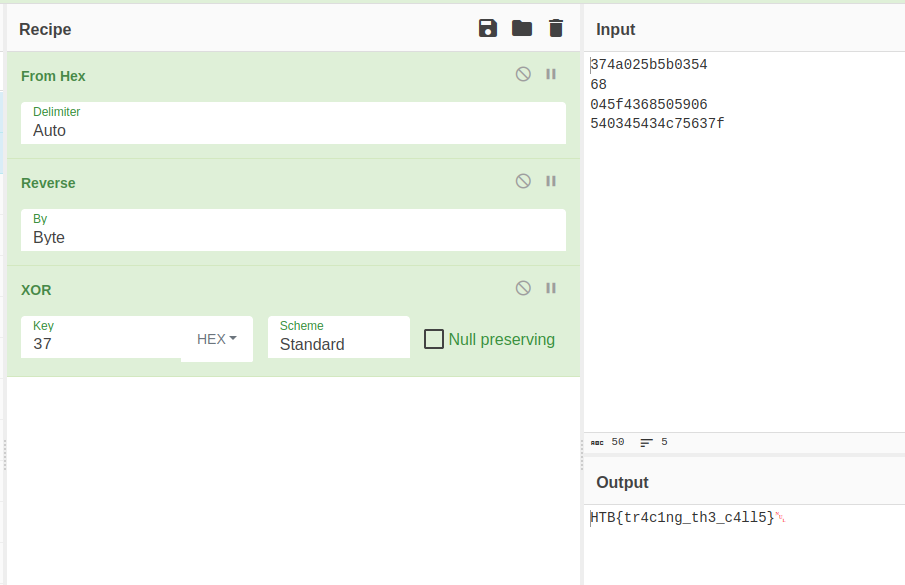 Recipe
Input
From Hex
Delimiter
Auto
Reverse
By
Byte
XOR
Key
37
HEX
Scheme
Standard
Null preserving
374a025b5b0354
68
045f4368505906
540345434c75637f
ABC 50 5
Output
HTB{tr4c1ng_th3_c4ll5}